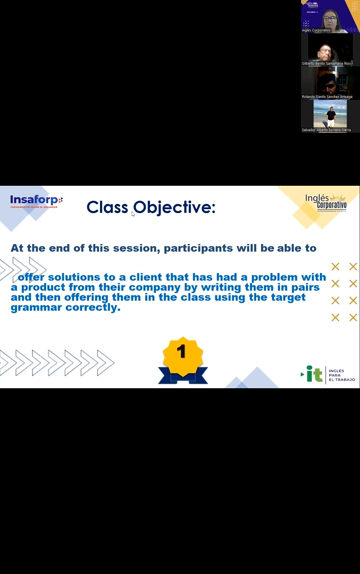 Inglés Corporativo
Insaforp
Class Objective:
Inglés
Corporativo
At the end of this session, participants will be able to
offer solutions to a client that has had a problem with
a product from their company by writing them in pairs
and then offering them in the class using the target
grammar correctly.
1
it
INGLÉS
PARA
EL TRABAJO